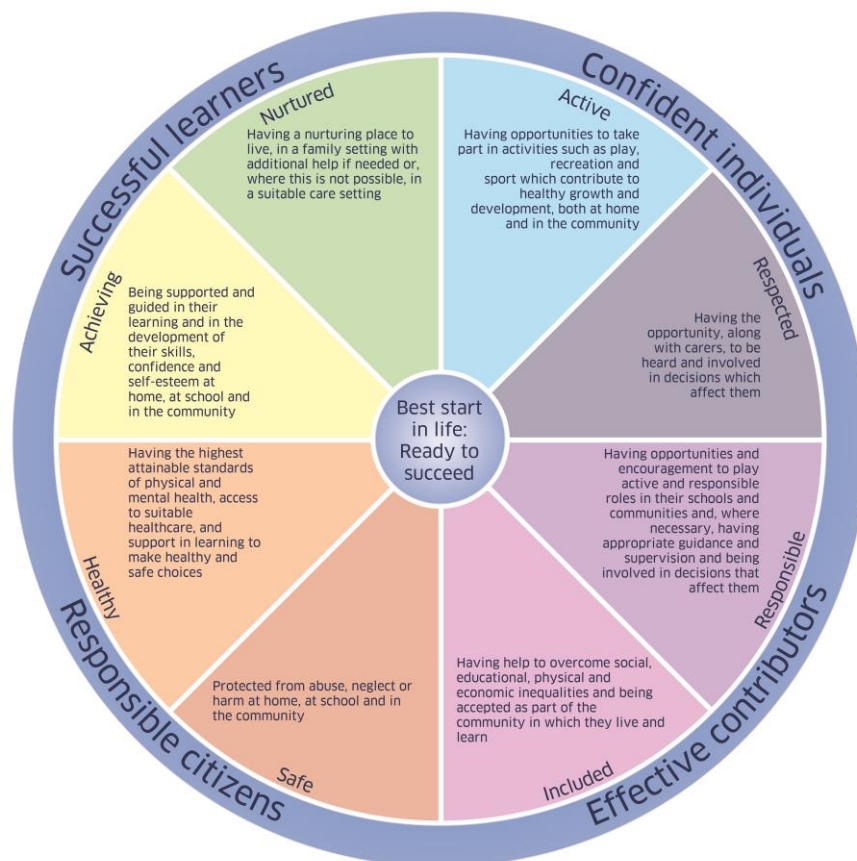 Successful learners
Confident individuals
Nurtured
Having a nurturing place to
live, in a family setting with
additional help if needed or,
where this is not possible, in
a suitable care setting
Active
Having opportunities to take
part in activities such as play,
recreation and
sport which contribute to
healthy growth and
development, both at home
and in the community
Achieving
Being supported and
guided in their
learning and in the
development of
their skills,
confidence and
self-esteem at
home, at school and
in the community
Respected
Having the
opportunity, along
with carers, to be
heard and involved
in decisions which
affect them
Best start
in life:
Ready to
succeed
Healthy
Having the highest
attainable standards
of physical and
mental health, access
to suitable
healthcare, and
support in learning to
make healthy and
safe choices
Responsible
Having opportunities and
encouragement to play
active and responsible
roles in their schools and
communities and, where
necessary, having
appropriate guidance and
supervision and being
involved in decisions that
affect them
Protected from abuse, neglect or
harm at home, at school and in
the community
Safe
Having help to overcome social,
educational, physical and
economic inequalities and being
accepted as part of the
community in which they live and
learn
Included
Responsible citizens
Effective contributors